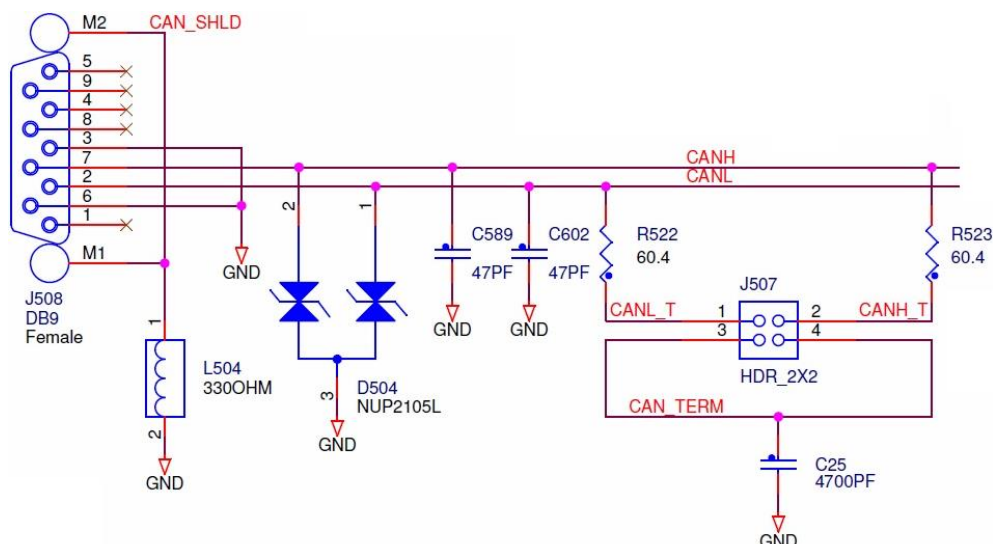 M2 CAN_SHLD
5
9
4
8
3
7
2
6
1
M1
J508
DB9
Female
CANH
CANL
GND
2
1
C589
47PF
C602
47PF
R522
60.4
R523
60.4
GND
GND
J507
CANL_T
1
2
CANH_T
3
4
HDR_2X2
1
L504
330OHM
2
GND
3
D504
NUP2105L
GND
CAN_TERM
C25
4700PF
GND